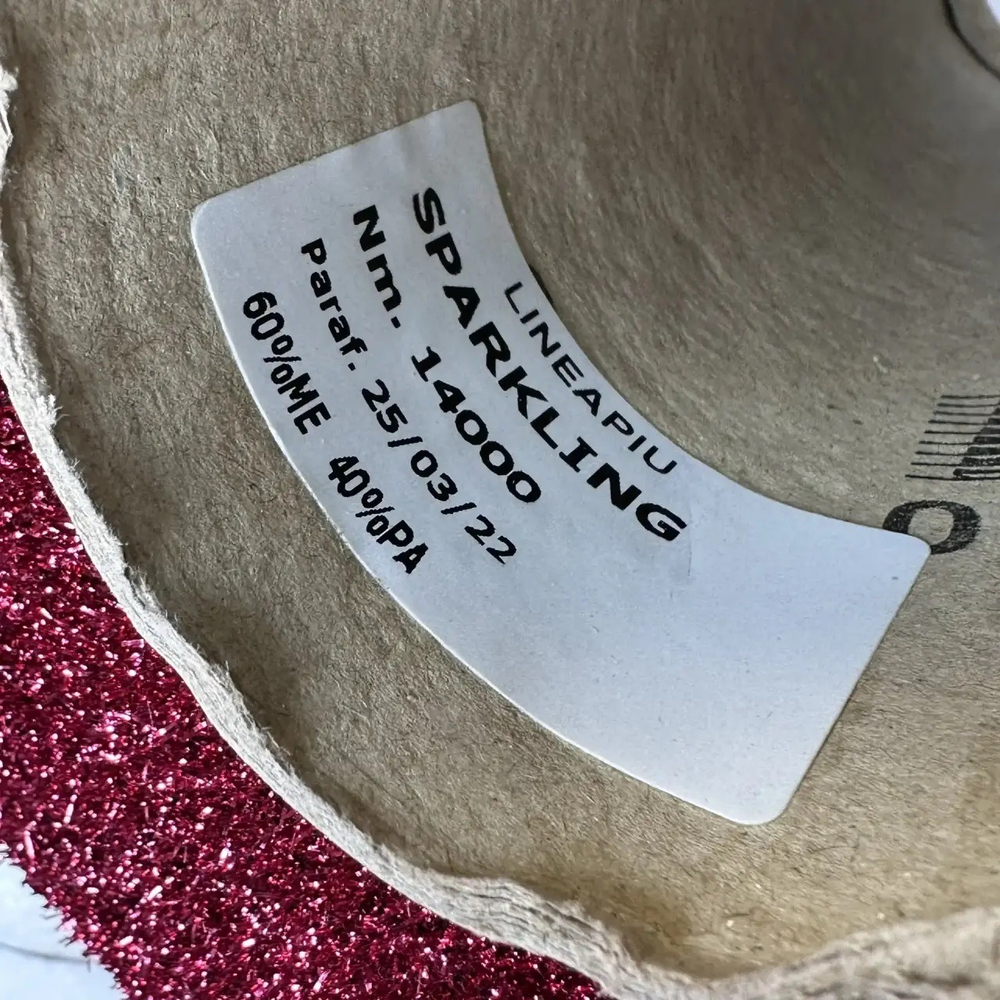 LINEAPIU
SPARKLING
Nm. 14000
Paraf. 25/03/22
60%ME 40%PA